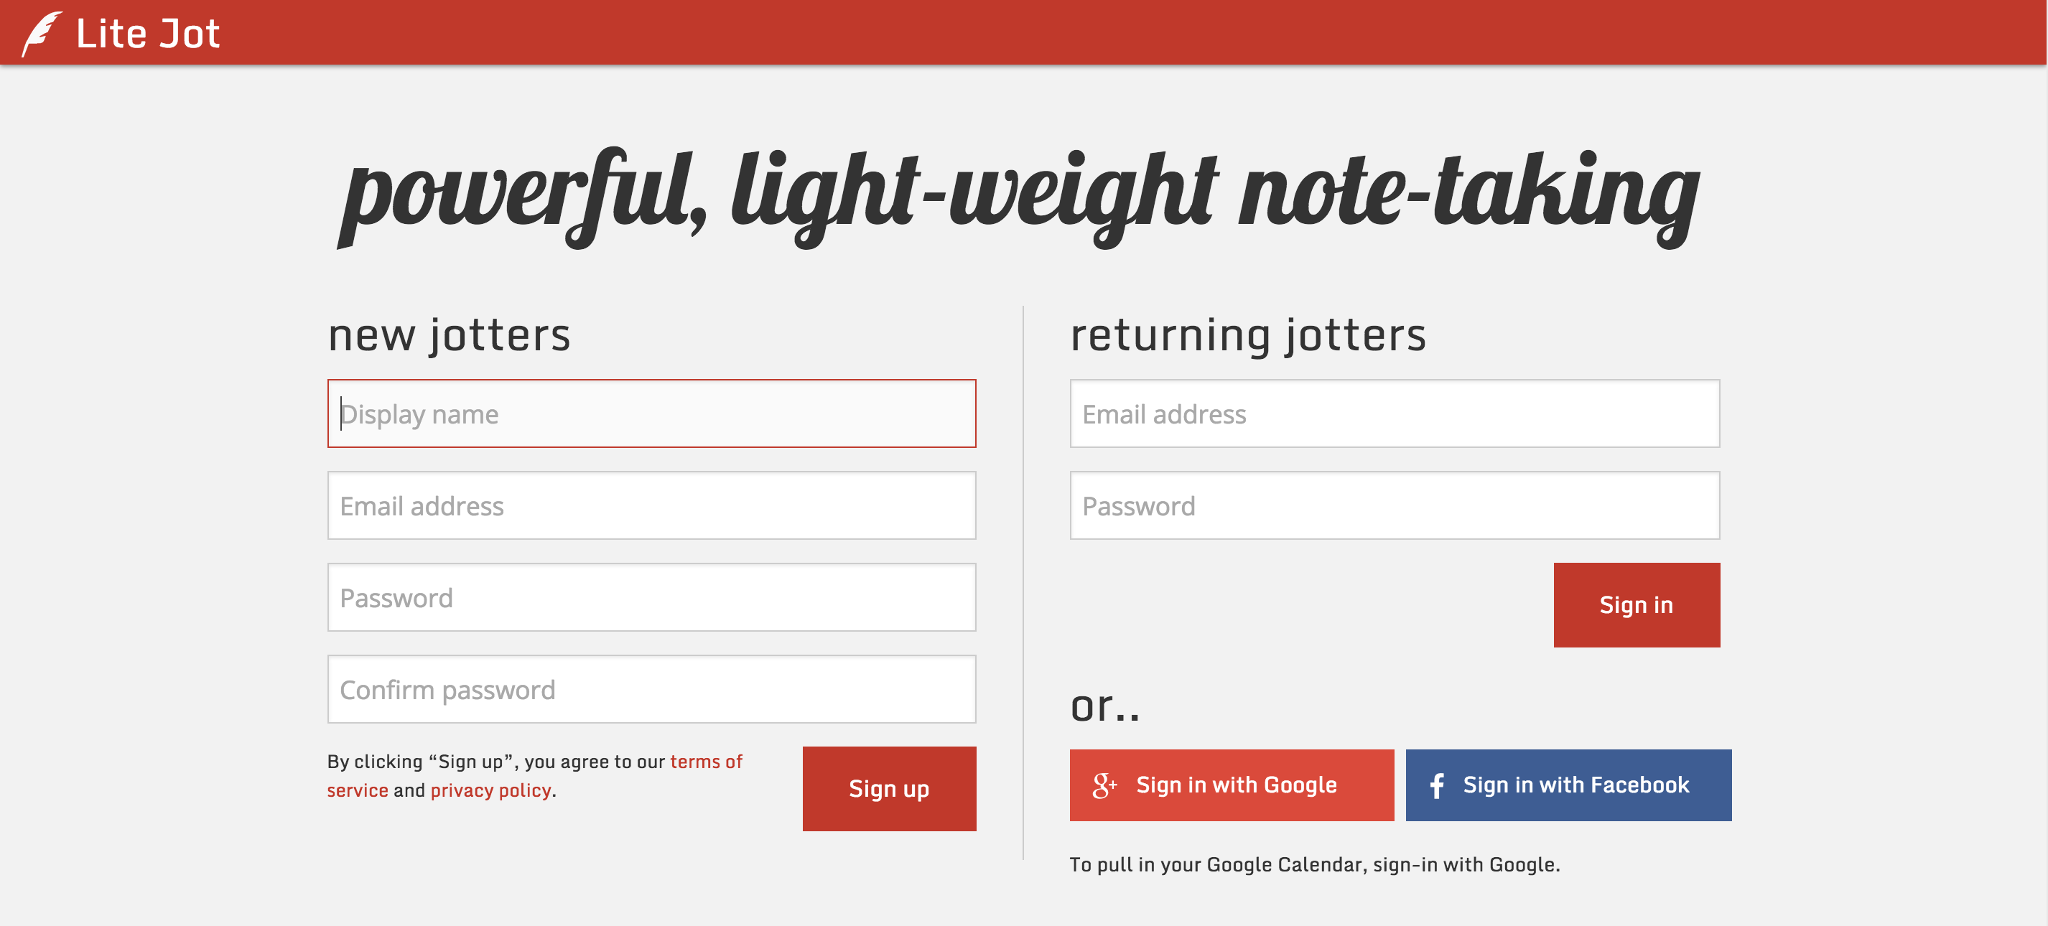 Lite Jot
powerful, light-weight note-taking
new jotters
Display name
Email address
Password
Confirm password
By clicking “Sign up”, you agree to our terms of
service and privacy policy.
Sign up
returning jotters
Email address
Password
Sign in
or..
g+ Sign in with Google
f Sign in with Facebook
To pull in your Google Calendar, sign-in with Google.